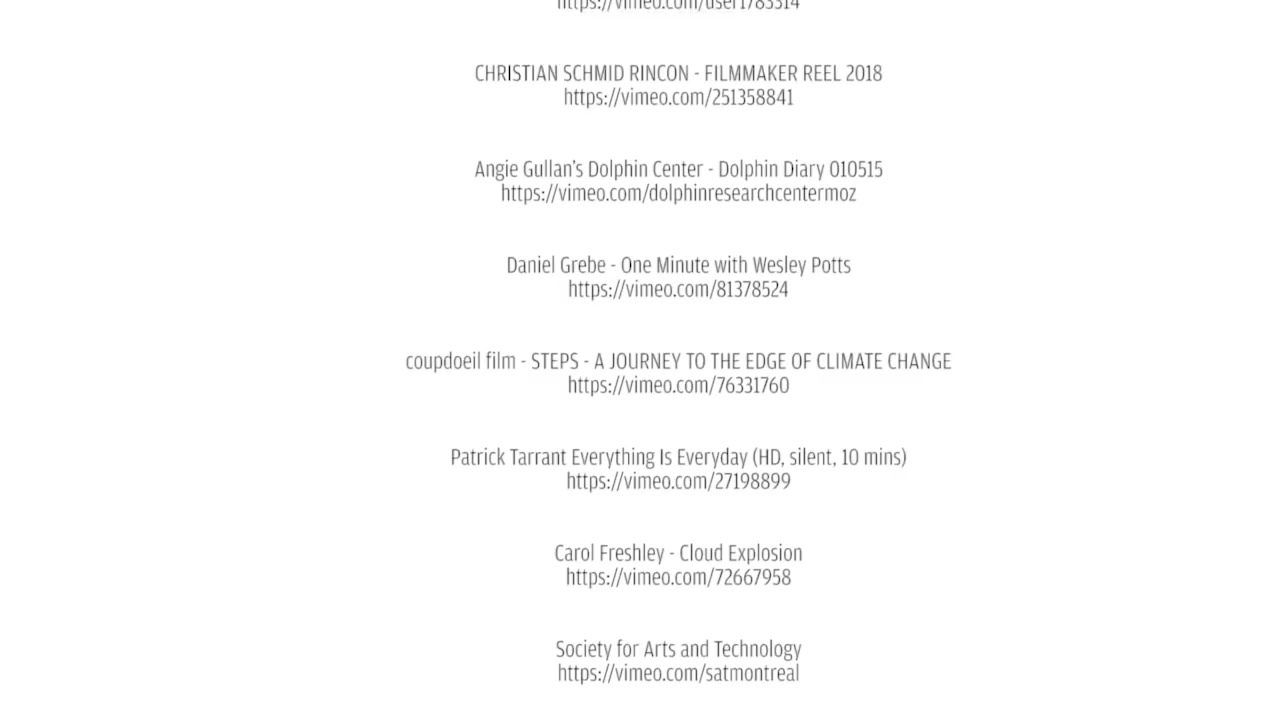 https://vimeo.com/user1783314
CHRISTIAN SCHMID RINCON - FILMMAKER REEL 2018
https://vimeo.com/251358841
Angie Gullan's Dolphin Center - Dolphin Diary 010515
https://vimeo.com/dolphinresearchcentermoz
Daniel Grebe - One Minute with Wesley Potts
https://vimeo.com/81378524
coupdoeil film - STEPS - A JOURNEY TO THE EDGE OF CLIMATE CHANGE
https://vimeo.com/76331760
Patrick Tarrant Everything Is Everyday (HD, silent, 10 mins)
https://vimeo.com/27198899
Carol Freshley - Cloud Explosion
https://vimeo.com/72667958
Society for Arts and Technology
https://vimeo.com/satmontreal